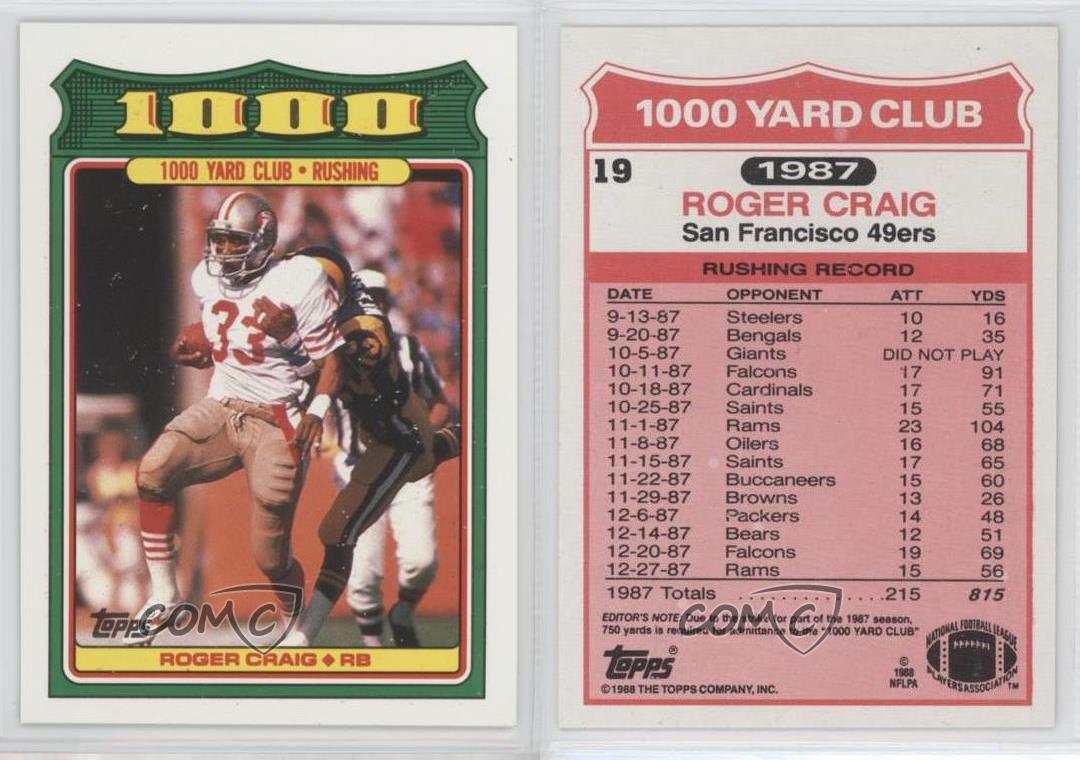 1000
1000 YARD CLUB • RUSHING
33
Topps
COMC
ROGER CRAIG ♦ RB
1000 YARD CLUB
19
1987
ROGER CRAIG
San Francisco 49ers
RUSHING RECORD
DATE OPPONENT ATT YDS
9-13-87 Steelers 10 16
9-20-87 Bengals 12 35
10-5-87 Giants DID NOT PLAY
10-11-87 Falcons 17 91
10-18-87 Cardinals 17 71
10-25-87 Saints 15 55
11-1-87 Rams 23 104
11-8-87 Oilers 16 68
11-15-87 Saints 17 65
11-22-87 Buccaneers 15 60
11-29-87 Browns 13 26
12-6-87 Packers 14 48
12-14-87 Bears 12 51
12-20-87 Falcons 19 69
12-27-87 Rams 15 56
1987 Totals . . . . . . . . . . . . . . . . .215 815
EDITOR'S NOTE: Due to the strike for part of the 1987 season,
750 yards is required for admittance to the "1000 YARD CLUB"
COMC
Topps®
©1988 THE TOPPS COMPANY, INC.
©
1988
NFLPA
NATIONAL FOOTBALL LEAGUE
PLAYERS ASSOCIATION™